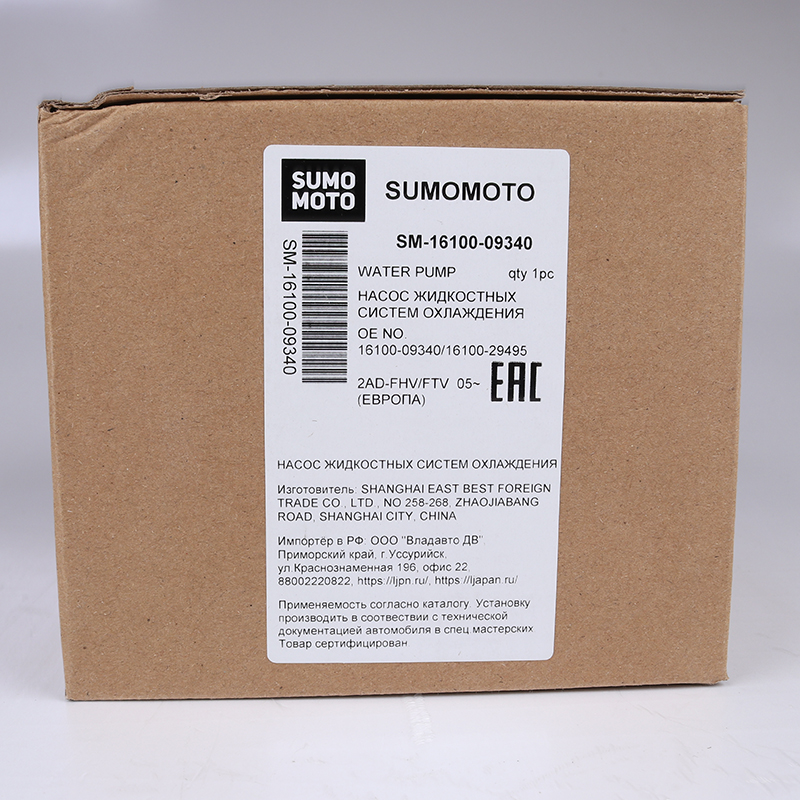 SUMO
MOTO
SUMOMOTO
SM-16100-09340
SM-16100-09340
WATER PUMP qty 1pc
НАСОС ЖИДКОСТНЫХ
СИСТЕМ ОХЛАЖДЕНИЯ
OE NO.
16100-09340/16100-29495
2AD-FHV/FTV 05~
(ЕВРОПА)
EAC
НАСОС ЖИДКОСТНЫХ СИСТЕМ ОХЛАЖДЕНИЯ
Изготовитель: SHANGHAI EAST BEST FOREIGN
TRADE CO., LTD., NO 258-268, ZHAOJIABANG
ROAD, SHANGHAI CITY, CHINA
Импортёр в РФ: ООО "Владавто ДВ".
Приморский край, г.Уссурийск,
ул.Краснознаменная 196, офис 22,
88002220822, https://ljpn.ru/, https://ljapan.ru/
Применяемость согласно каталогу. Установку
производить в соотвествии с технической
документацией автомобиля в спец.мастерских.
Товар сертифицирован.